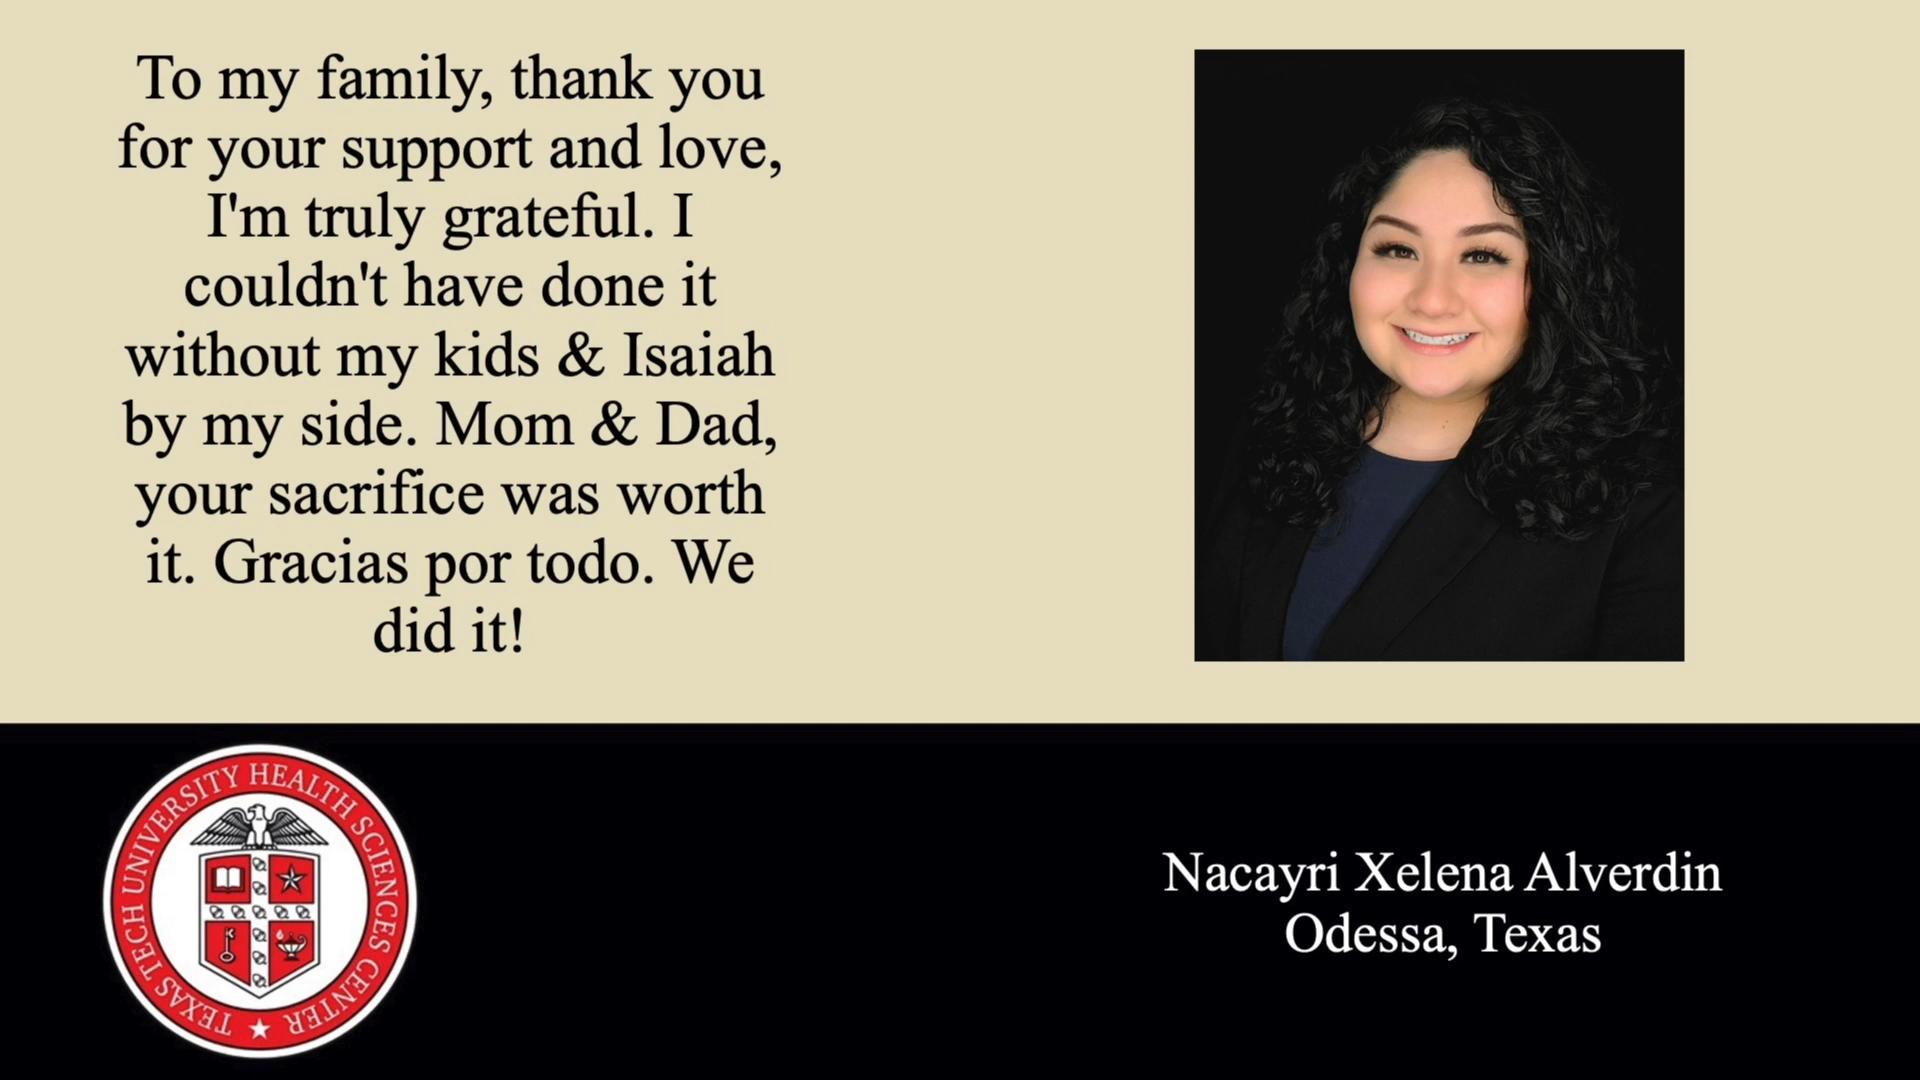 To my family, thank you
for your support and love,
I'm truly grateful. I
couldn't have done it
without my kids & Isaiah
by my side. Mom & Dad,
your sacrifice was worth
it. Gracias por todo. We
did it!
TEXAS TECH UNIVERSITY HEALTH SCIENCES CENTER
Nacayri Xelena Alverdin
Odessa, Texas